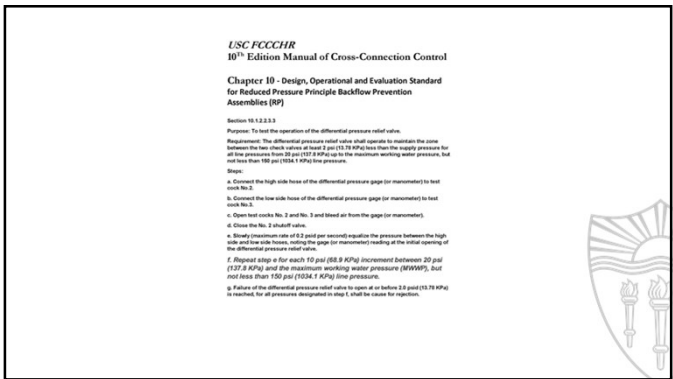 USC FCCCHR
10Th Edition Manual of Cross-Connection Control
Chapter 10 - Design, Operational and Evaluation Standard
for Reduced Pressure Principle Backflow Prevention
Assemblies (RP)
Section 10.1.2.2.3.3
Purpose: To test the operation of the differential pressure relief valve.
Requirement: The differential pressure relief valve shall operate to maintain the zone
between the two check valves at least 2 psi (13.78 KPa) less than the supply pressure for
all line pressures from 20 psi (137.8 KPa) up to the maximum working water pressure, but
not less than 150 psi (1034.1 KPa) line pressure.
Steps:
a. Connect the high side hose of the differential pressure gage (or manometer) to test
cock No.2.
b. Connect the low side hose of the differential pressure gage (or manometer) to test
cock No.3.
c. Open test cocks No. 2 and No. 3 and bleed air from the gage (or manometer).
d. Close the No. 2 shutoff valve.
e. Slowly (maximum rate of 0.2 psid per second) equalize the pressure between the high
side and low side hoses, noting the gage (or manometer) reading at the initial opening of
the differential pressure relief valve.
f. Repeat step e for each 10 psi (68.9 KPa) increment between 20 psi
(137.8 KPa) and the maximum working water pressure (MWWP), but
not less than 150 psi (1034.1 KPa) line pressure.
g. Failure of the differential pressure relief valve to open at or before 2.0 psid (13.78 KPa)
is reached, for all pressures designated in step f, shall be cause for rejection.